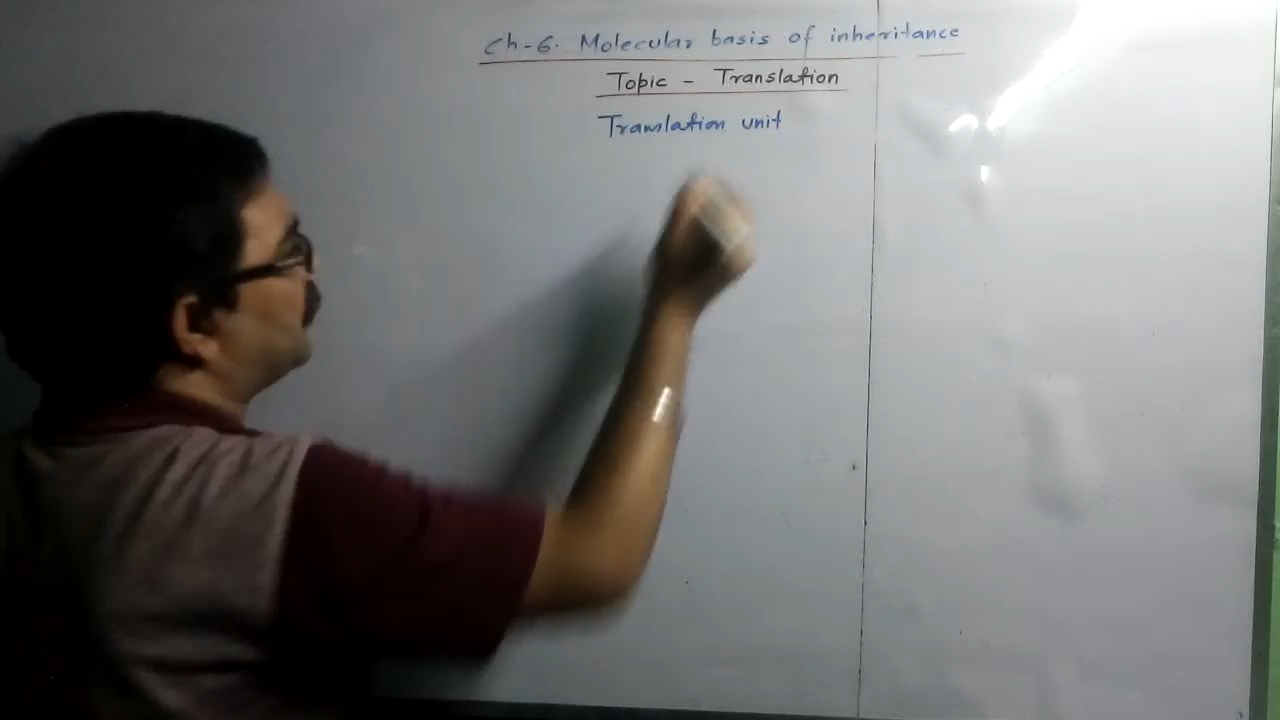 Ch-6. Molecular basis of inheritance
Topic - Translation
Translation unit